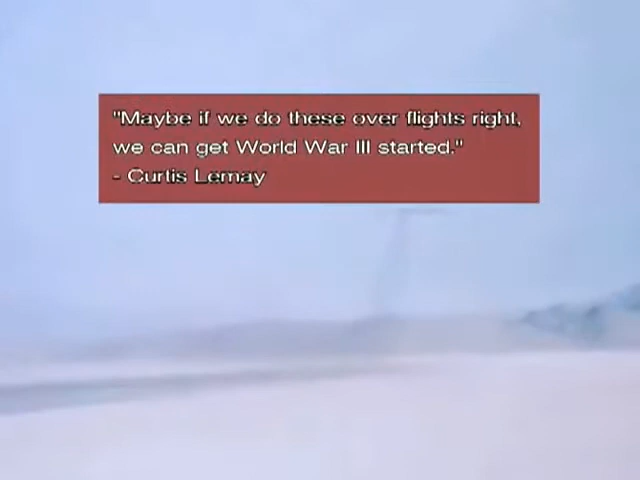 "Maybe if we do these over flights right,
we can get World War III started."
- Curtis Lemay